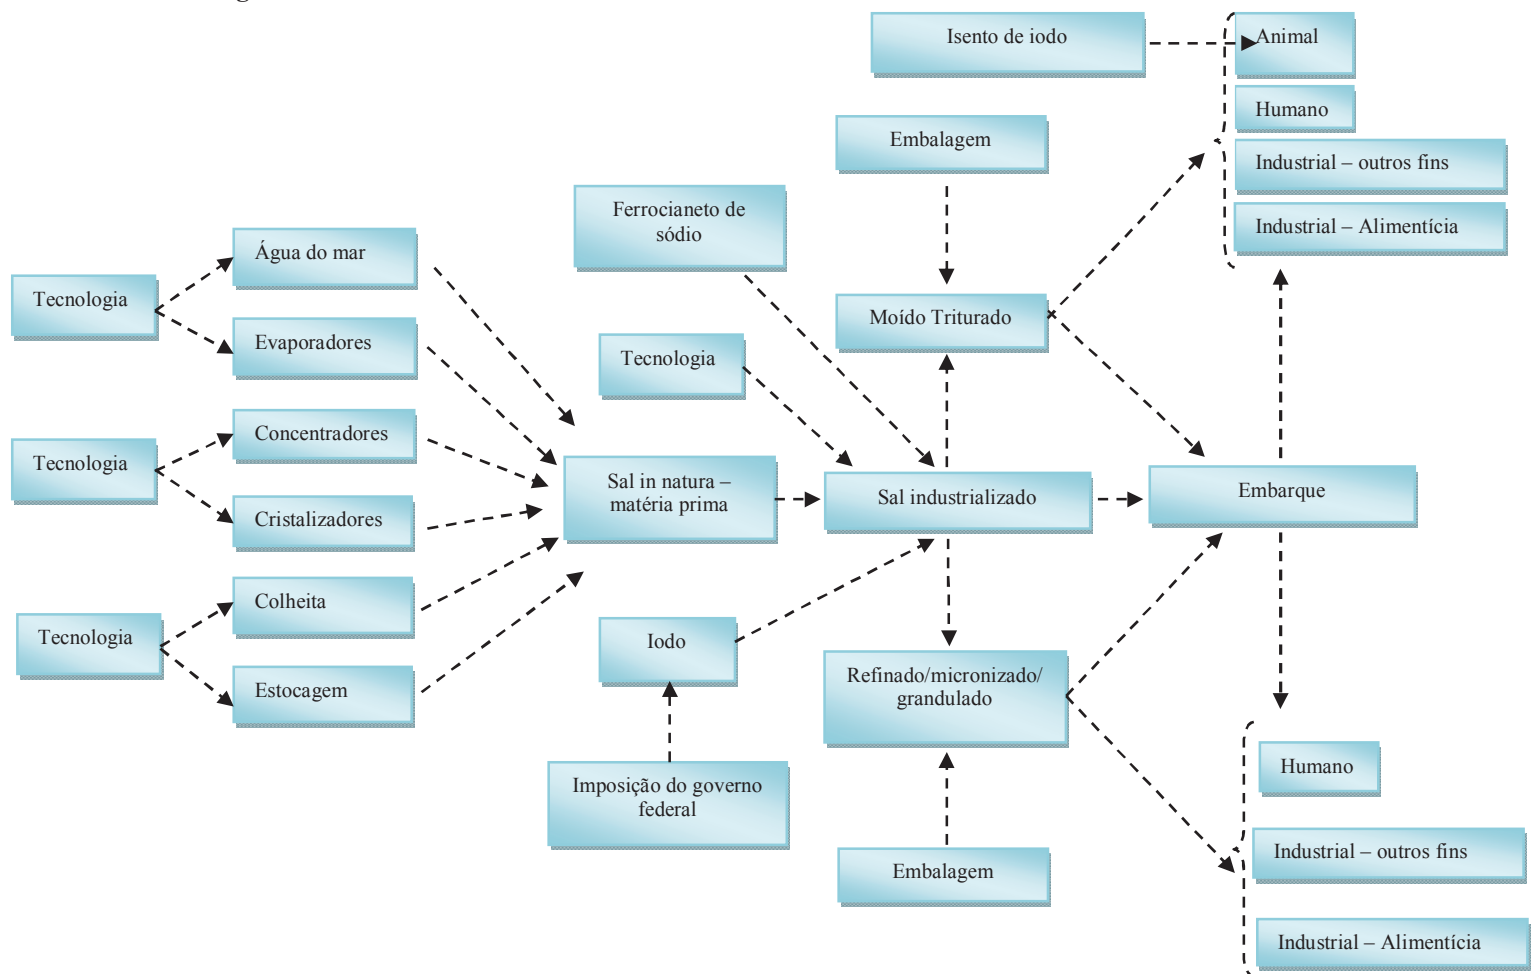 Isento de iodo
Animal
Humano
Embalagem
Industrial – outros fins
Industrial – Alimentícia
Ferrocianeto de
sódio
Água do mar
Tecnologia
Evaporadores
Moído Triturado
Tecnologia
Concentradores
Tecnologia
Cristalizadores
Sal in natura –
matéria prima
Sal industrializado
Embarque
Colheita
Tecnologia
Estocagem
Iodo
Refinado/micronizado/
grandulado
Imposição do governo
federal
Embalagem
Humano
Industrial – outros fins
Industrial – Alimentícia